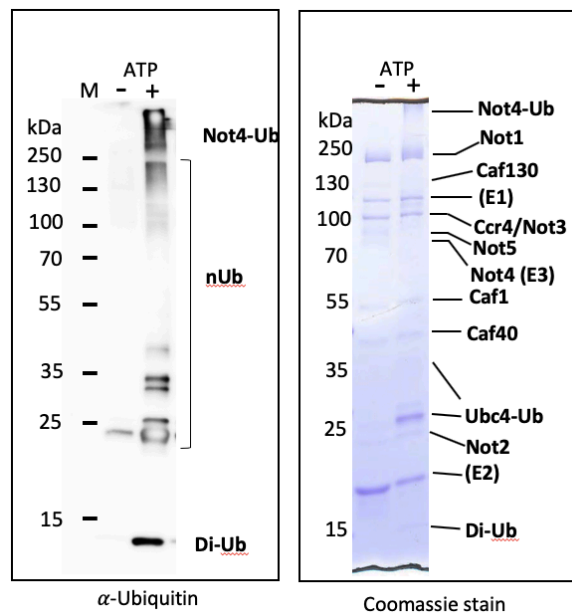 ATP
M - +
kDa
250
130
100
70
55
35
25
15
Not4-Ub
nUb
Di-Ub
α-Ubiquitin
ATP
- +
kDa
250
130
100
70
55
35
25
15
Not4-Ub
Not1
Caf130
(E1)
Ccr4/Not3
Not5
Not4 (E3)
Caf1
Caf40
Ubc4-Ub
Not2
(E2)
Di-Ub
Coomassie stain